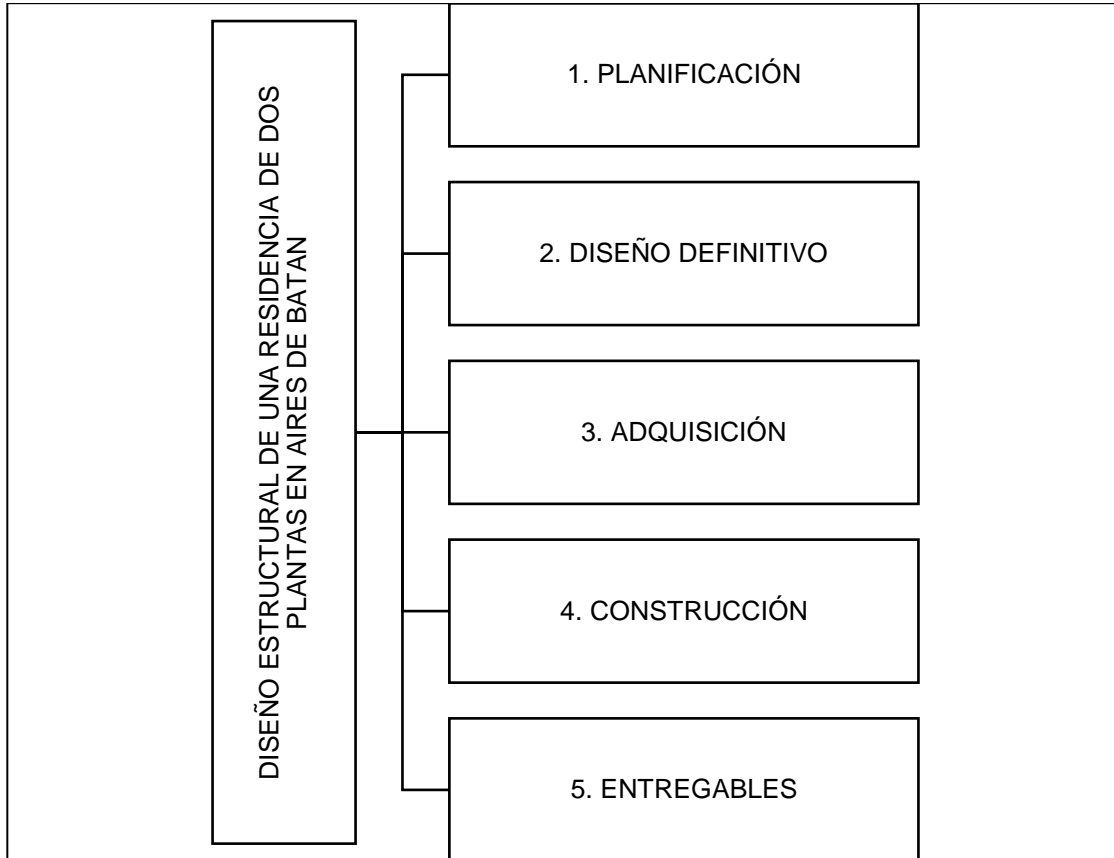 DISEÑO ESTRUCTURAL DE UNA RESIDENCIA DE DOS
PLANTAS EN AIRES DE BATAN
1. PLANIFICACIÓN
2. DISEÑO DEFINITIVO
3. ADQUISICIÓN
4. CONSTRUCCIÓN
5. ENTREGABLES